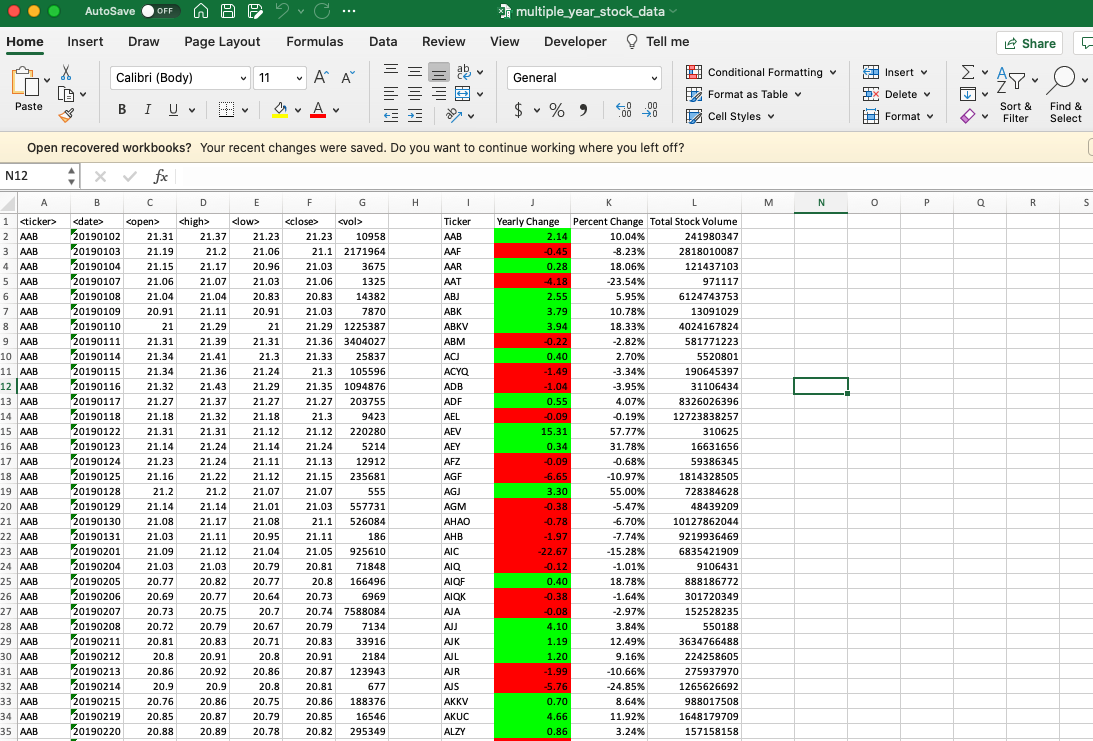 AutoSave OFF multiple_year_stock_data
Home Insert Draw Page Layout Formulas Data Review View Developer Tell me Share
Paste Calibri (Body) 11 A A B I U A ab General $ % Conditional Formatting Format as Table Cell Styles Insert Delete Format Sort & Filter Find & Select
Open recovered workbooks? Your recent changes were saved. Do you want to continue working where you left off?
N12 fx
A B C D E F G H I J K L M N O P Q R S
1 <ticker> <date> <open> <high> <low> <close> <vol> Ticker Yearly Change Percent Change Total Stock Volume
2 AAB 20190102 21.31 21.37 21.23 21.23 10958 AAB 2.14 10.04% 241980347
3 AAB 20190103 21.19 21.2 21.06 21.1 2171964 AAF -0.45 -8.23% 2818010087
4 AAB 20190104 21.15 21.17 20.96 21.03 3675 AAR 0.28 18.06% 121437103
5 AAB 20190107 21.06 21.07 21.03 21.06 1325 AAT -4.18 -23.54% 971117
6 AAB 20190108 21.04 21.04 20.83 20.83 14382 ABJ 2.55 5.95% 6124743753
7 AAB 20190109 20.91 21.11 20.91 21.03 7870 ABK 3.79 10.78% 13091029
8 AAB 20190110 21 21.29 21 21.29 1225387 ABKV 3.94 18.33% 4024167824
9 AAB 20190111 21.31 21.39 21.31 21.36 3404027 ABM -0.22 -2.82% 581771223
10 AAB 20190114 21.34 21.41 21.3 21.33 25837 ACJ 0.40 2.70% 5520801
11 AAB 20190115 21.34 21.36 21.24 21.3 105596 ACYQ -1.49 -3.34% 190645397
12 AAB 20190116 21.32 21.43 21.29 21.35 1094876 ADB -1.04 -3.95% 31106434
13 AAB 20190117 21.27 21.37 21.27 21.27 203755 ADF 0.55 4.07% 8326026396
14 AAB 20190118 21.18 21.32 21.18 21.3 9423 AEL -0.09 -0.19% 12723838257
15 AAB 20190122 21.31 21.31 21.12 21.12 220280 AEV 15.31 57.77% 310625
16 AAB 20190123 21.14 21.24 21.14 21.24 5214 AEY 0.34 31.78% 16631656
17 AAB 20190124 21.23 21.24 21.11 21.13 12912 AFZ -0.09 -0.68% 59386345
18 AAB 20190125 21.16 21.22 21.12 21.15 235681 AGF -6.65 -10.97% 1814328505
19 AAB 20190128 21.2 21.2 21.07 21.07 555 AGJ 3.30 55.00% 728384628
20 AAB 20190129 21.14 21.14 21.01 21.03 557731 AGM -0.38 -5.47% 48439209
21 AAB 20190130 21.08 21.17 21.08 21.1 526084 AHAO -0.78 -6.70% 10127862044
22 AAB 20190131 21.03 21.11 20.95 21.11 186 AHB -1.97 -7.74% 9219936469
23 AAB 20190201 21.09 21.12 21.04 21.05 925610 AIC -22.67 -15.28% 6835421909
24 AAB 20190204 21.03 21.03 20.79 20.81 71848 AIQ -0.12 -1.01% 9106431
25 AAB 20190205 20.77 20.82 20.77 20.8 166496 AIQF 0.40 18.78% 888186772
26 AAB 20190206 20.69 20.77 20.64 20.73 6969 AIQK -0.38 -1.64% 301720349
27 AAB 20190207 20.73 20.75 20.7 20.74 7588084 AJA -0.08 -2.97% 152528235
28 AAB 20190208 20.72 20.79 20.67 20.79 7134 AJJ 4.10 3.84% 550188
29 AAB 20190211 20.81 20.83 20.71 20.83 33916 AJK 1.19 12.49% 3634766488
30 AAB 20190212 20.8 20.91 20.8 20.91 2184 AJL 1.20 9.16% 224258605
31 AAB 20190213 20.86 20.92 20.86 20.87 123943 AJR -1.99 -10.66% 275937970
32 AAB 20190214 20.9 20.9 20.8 20.81 677 AJS -5.76 -24.85% 1265626692
33 AAB 20190215 20.76 20.86 20.75 20.86 188376 AKKV 0.70 8.64% 988017508
34 AAB 20190219 20.85 20.87 20.79 20.85 16546 AKUC 4.66 11.92% 1648179709
35 AAB 20190220 20.88 20.89 20.78 20.82 295349 ALZY 0.86 3.24% 157158158